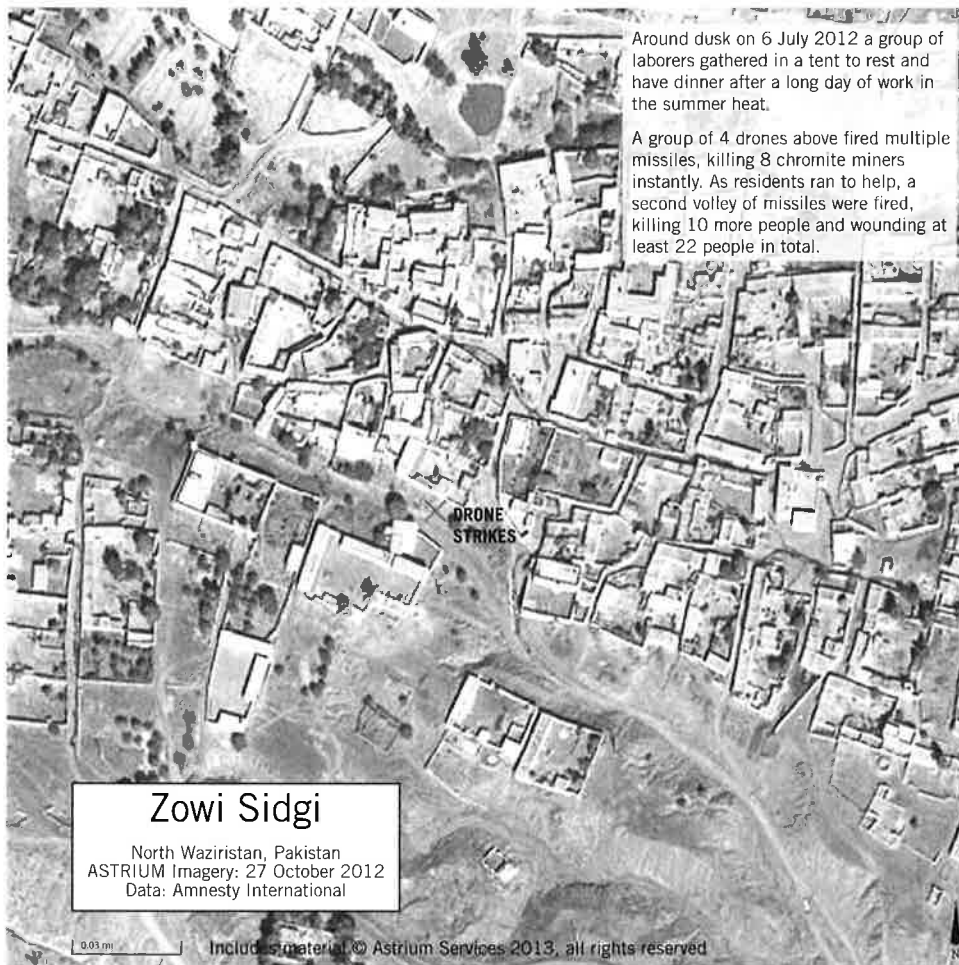 Around dusk on 6 July 2012 a group of
laborers gathered in a tent to rest and
have dinner after a long day of work in
the summer heat.
A group of 4 drones above fired multiple
missiles, killing 8 chromite miners
instantly. As residents ran to help, a
second volley of missiles were fired,
killing 10 more people and wounding at
least 22 people in total.
DRONE
STRIKES
Zowi Sidgi
North Waziristan, Pakistan
ASTRIUM Imagery: 27 October 2012
Data: Amnesty International
0.03 mi
Includes material © Astrium Services 2013, all rights reserved
N